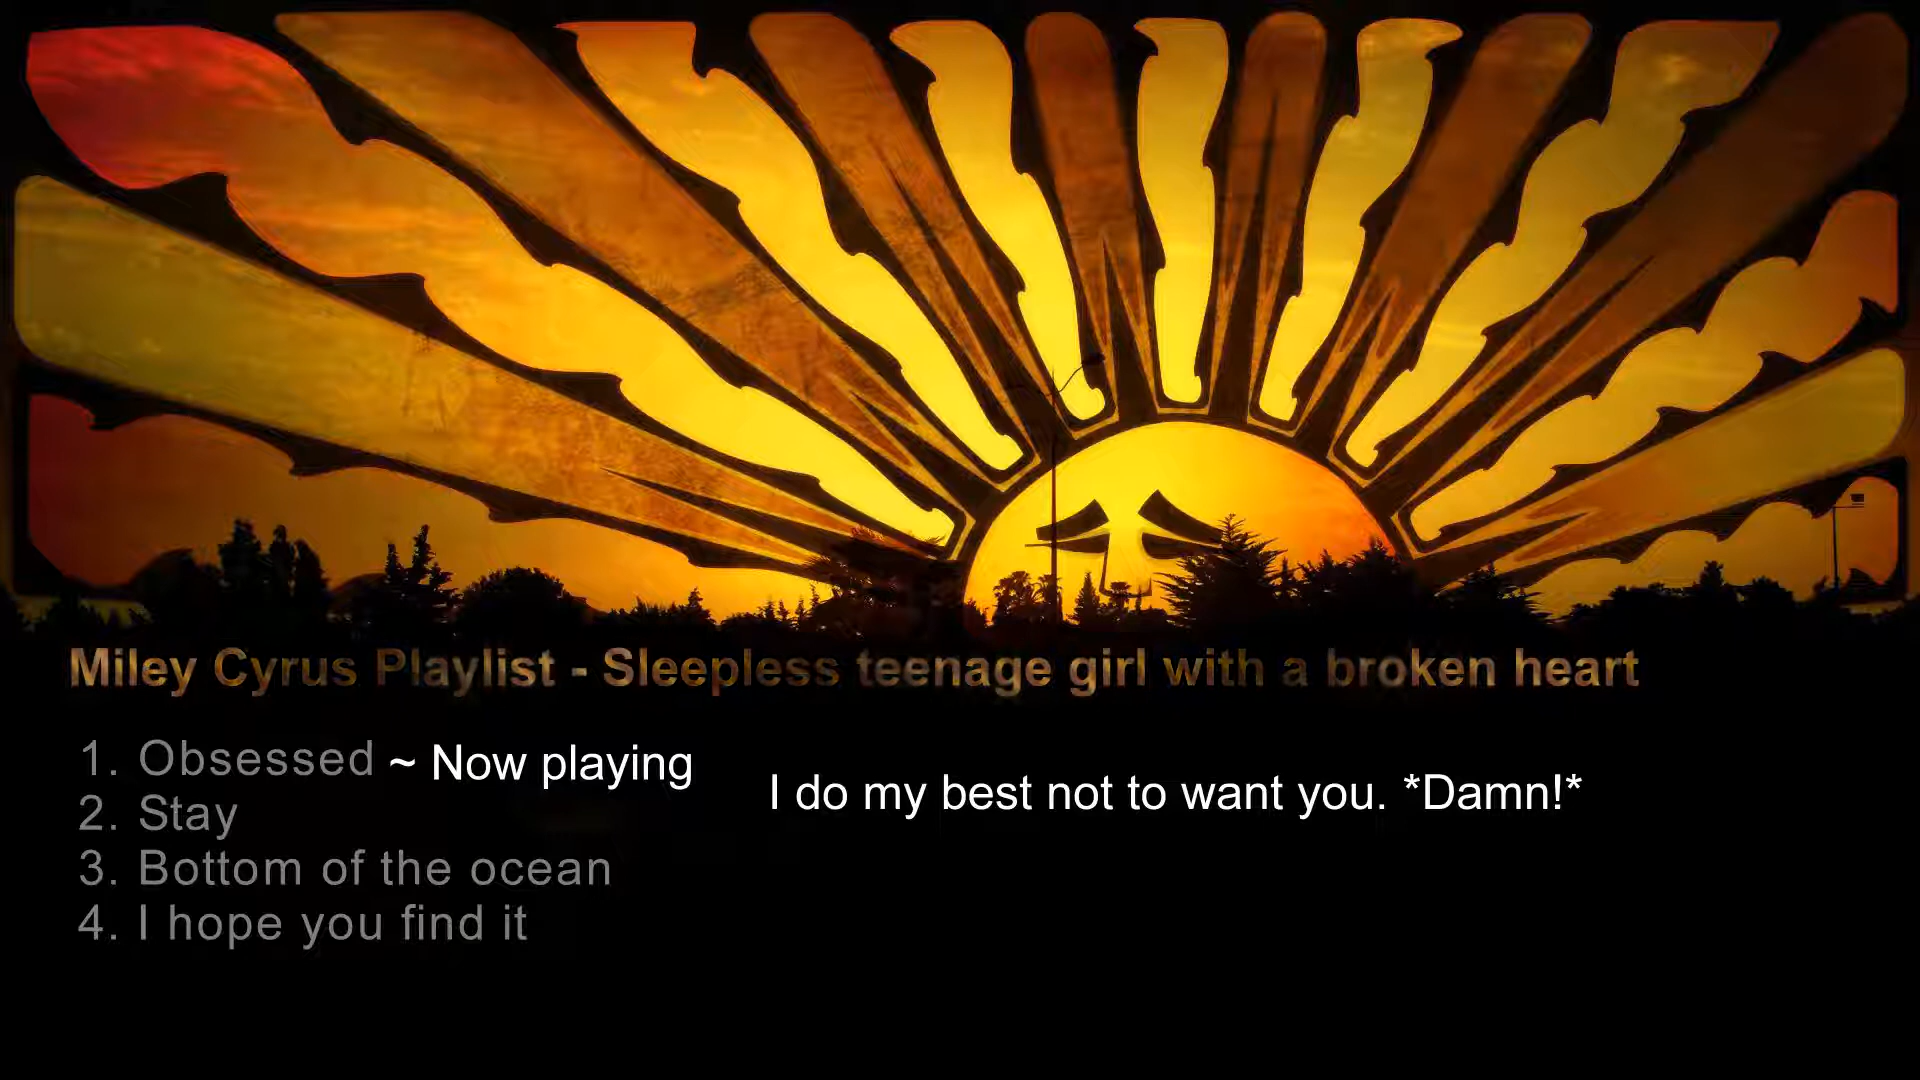 Miley Cyrus Playlist - Sleepless teenage girl with a broken heart
1. Obsessed ~ Now playing
I do my best not to want you. *Damn!*
2. Stay
3. Bottom of the ocean
4. I hope you find it